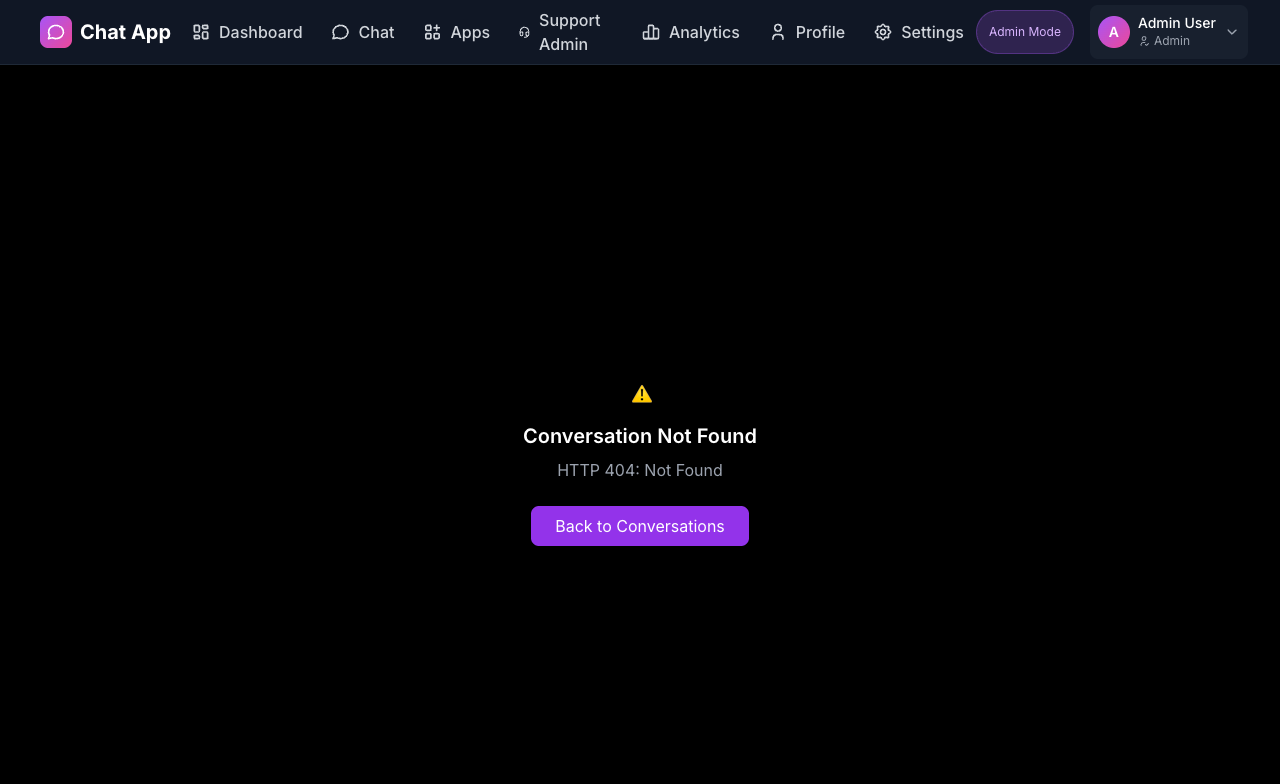 Chat App
Dashboard
Chat
Apps
Support
Admin
Analytics
Profile
Settings
Admin Mode
A
Admin User
Admin
Conversation Not Found
HTTP 404: Not Found
Back to Conversations